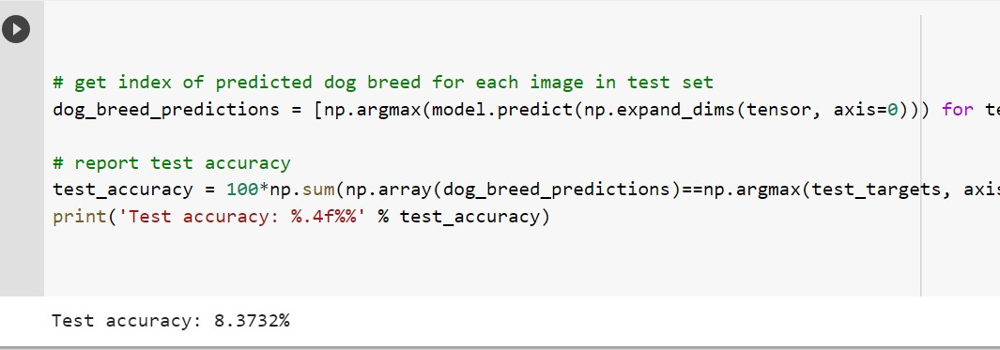 # get index of predicted dog breed for each image in test set
dog_breed_predictions = [np.argmax(model.predict(np.expand_dims(tensor, axis=0))) for
# report test accuracy
test_accuracy = 100*np.sum(np.array(dog_breed_predictions)==np.argmax(test_targets,
print('Test accuracy: %.4f%%' % test_accuracy)
Test accuracy: 8.3732%